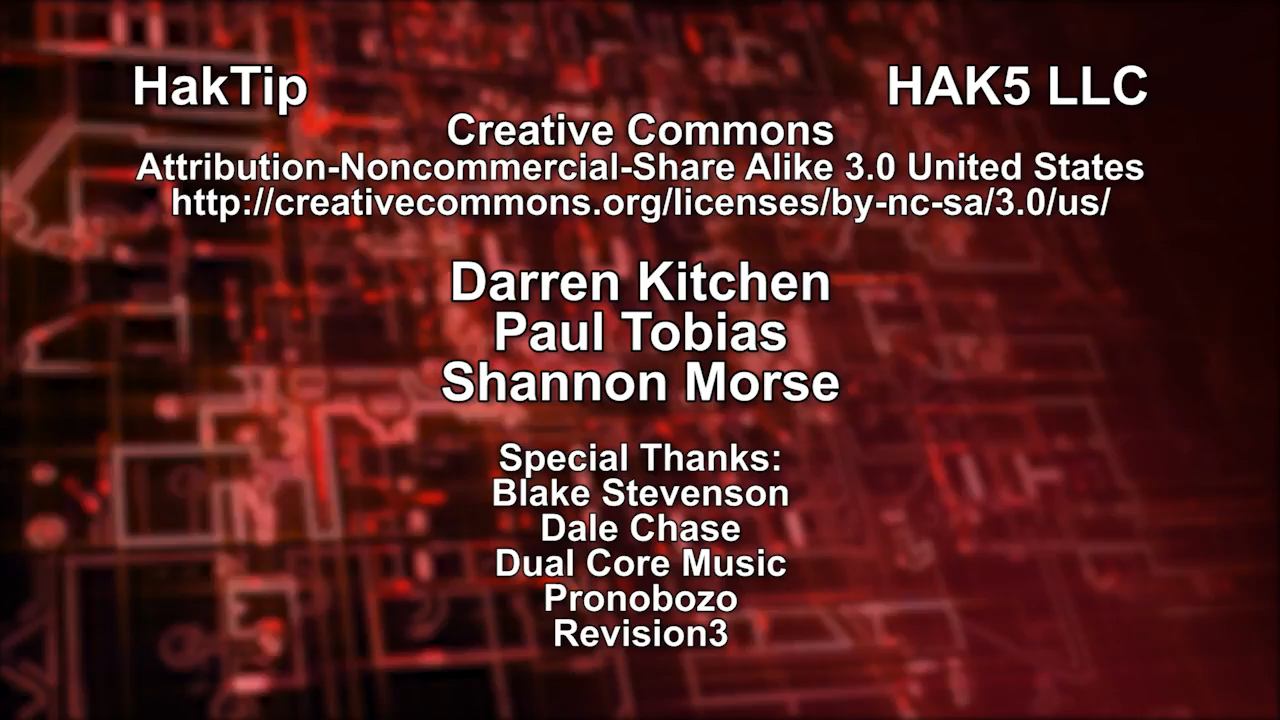 HakTip HAK5 LLC
Creative Commons
Attribution-Noncommercial-Share Alike 3.0 United States
http://creativecommons.org/licenses/by-nc-sa/3.0/us/
Darren Kitchen
Paul Tobias
Shannon Morse
Special Thanks:
Blake Stevenson
Dale Chase
Dual Core Music
Pronobozo
Revision3